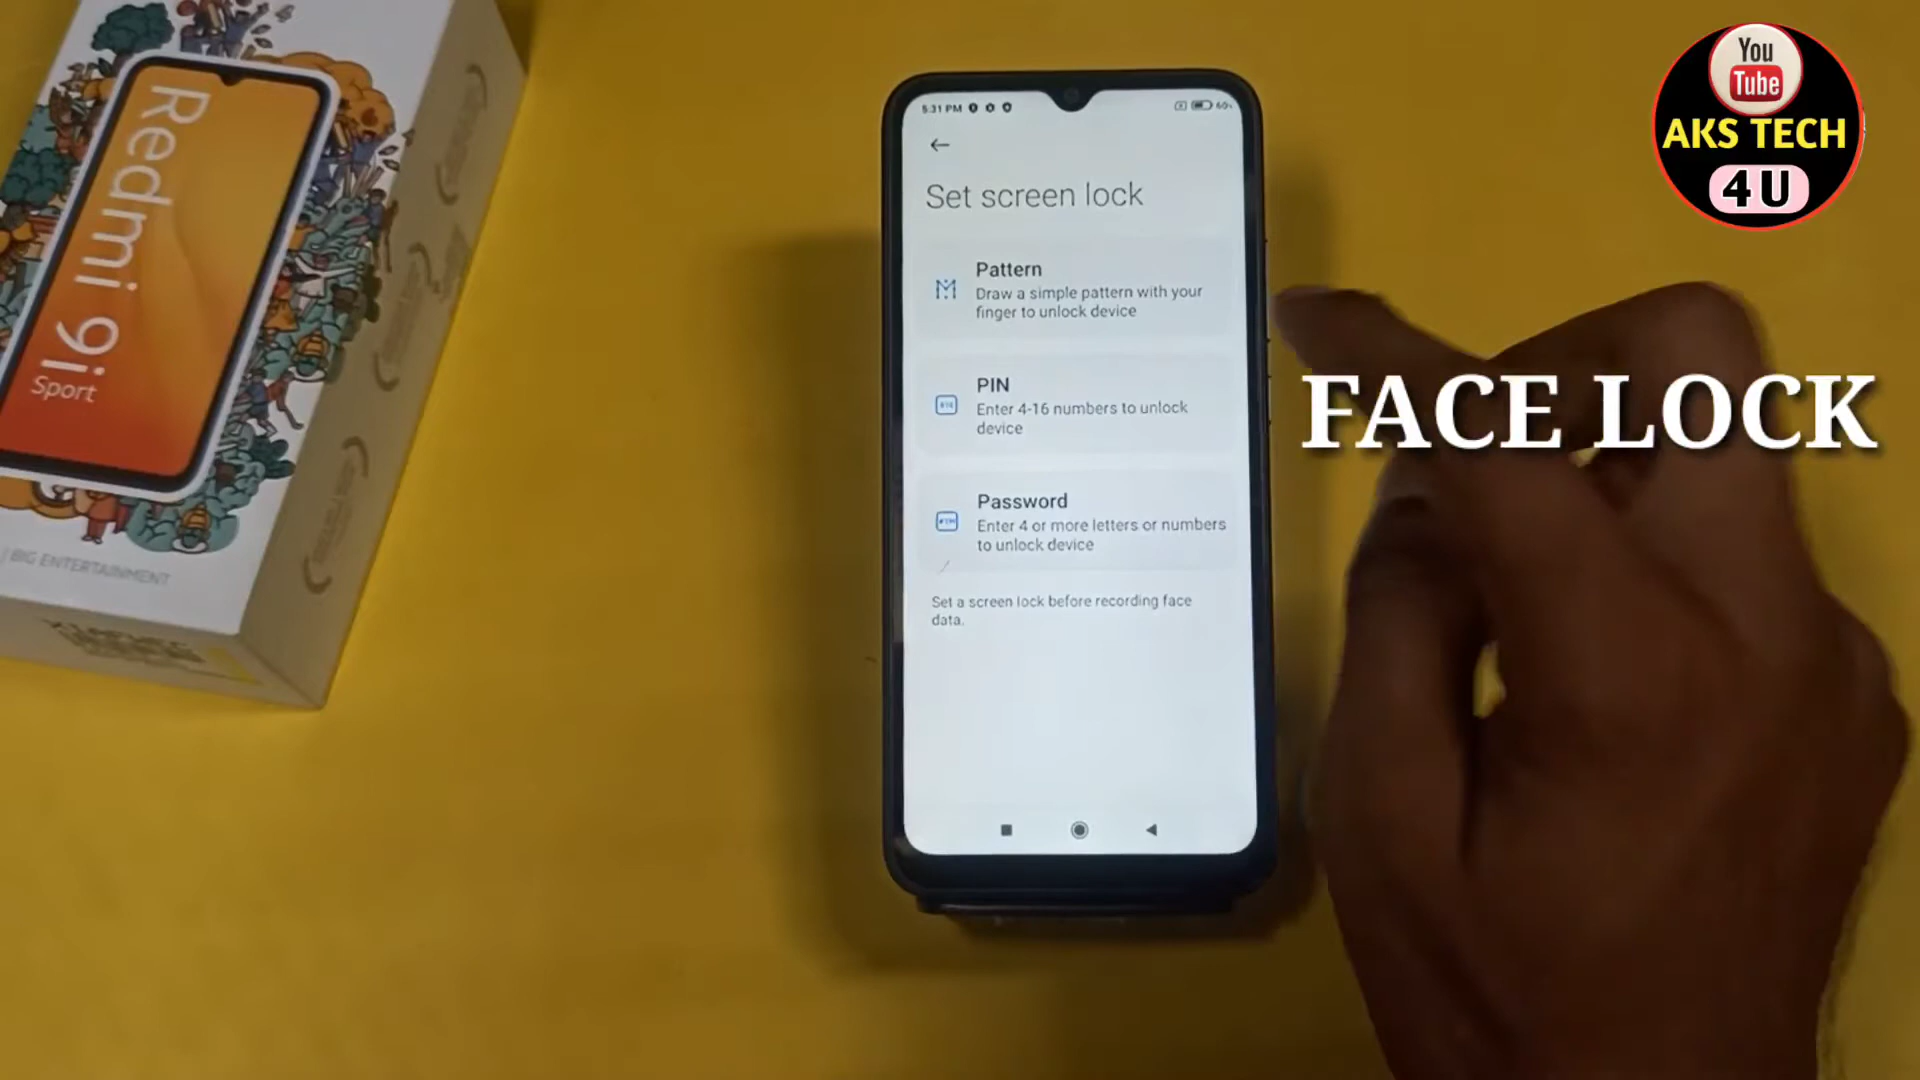 Redmi 9i
Sport
BIG ENTERTAINMENT
5:31 PM
60
Set screen lock
Pattern
Draw a simple pattern with your
finger to unlock device
PIN
Enter 4-16 numbers to unlock
device
Password
Enter 4 or more letters or numbers
to unlock device
Set a screen lock before recording face
data.
You
Tube
AKS TECH
4U
FACE LOCK